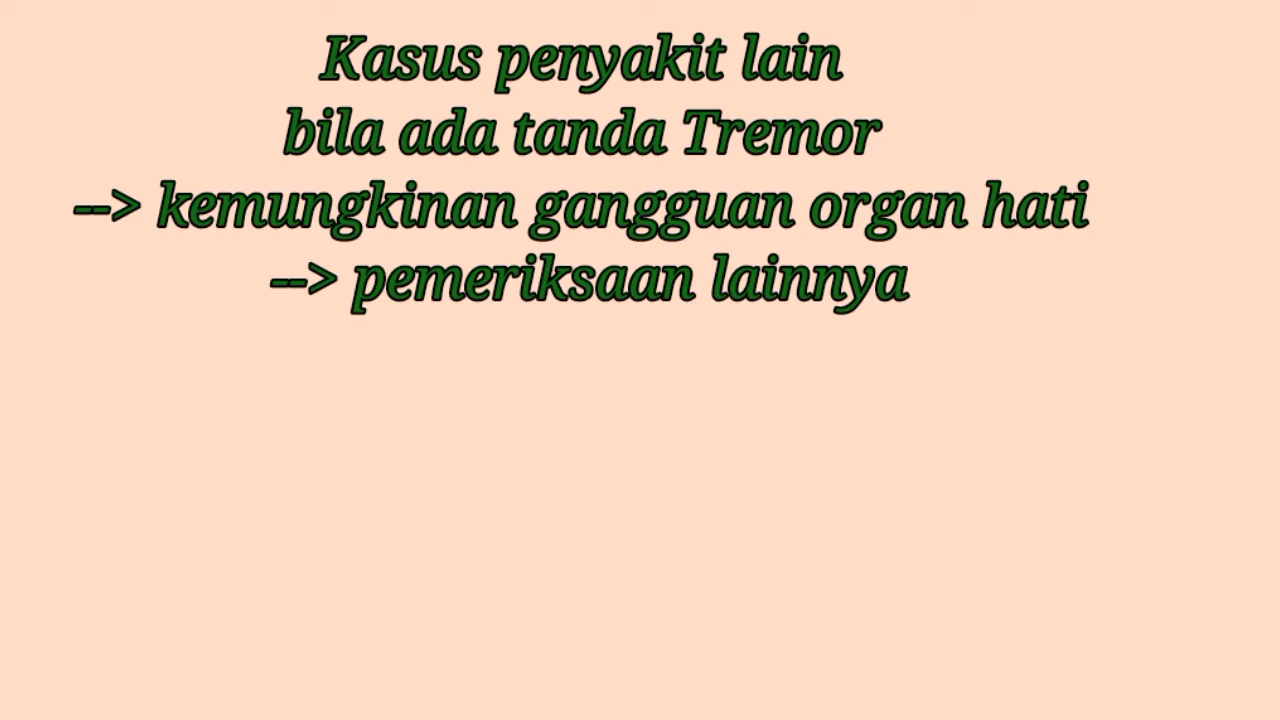 Kasus penyakit lain
bila ada tanda Tremor
--> kemungkinan gangguan organ hati
--> pemeriksaan lainnya